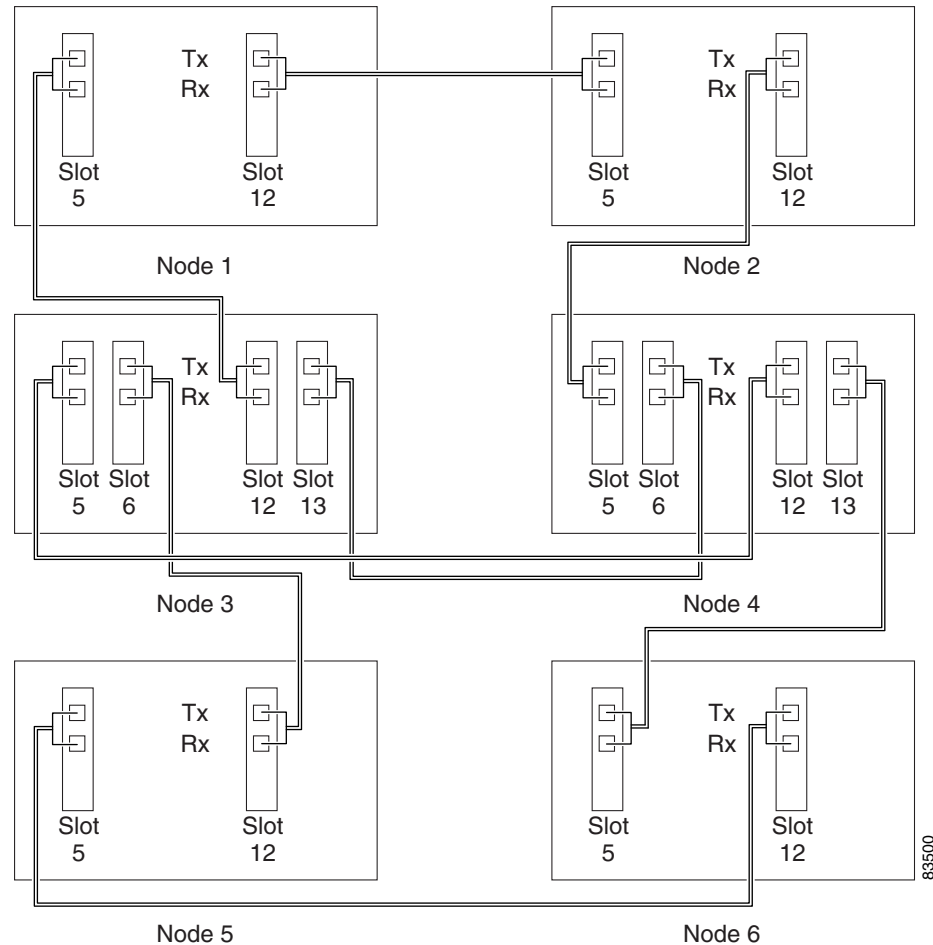 Tx Tx
Rx Rx
Slot Slot Slot Slot
5 12 5 12
Node 1 Node 2
Tx Tx
Rx Rx
Slot Slot Slot Slot Slot Slot Slot Slot
5 6 12 13 5 6 12 13
Node 3 Node 4
Tx Tx
Rx Rx
Slot Slot Slot Slot
5 12 5 12
83500
Node 5 Node 6